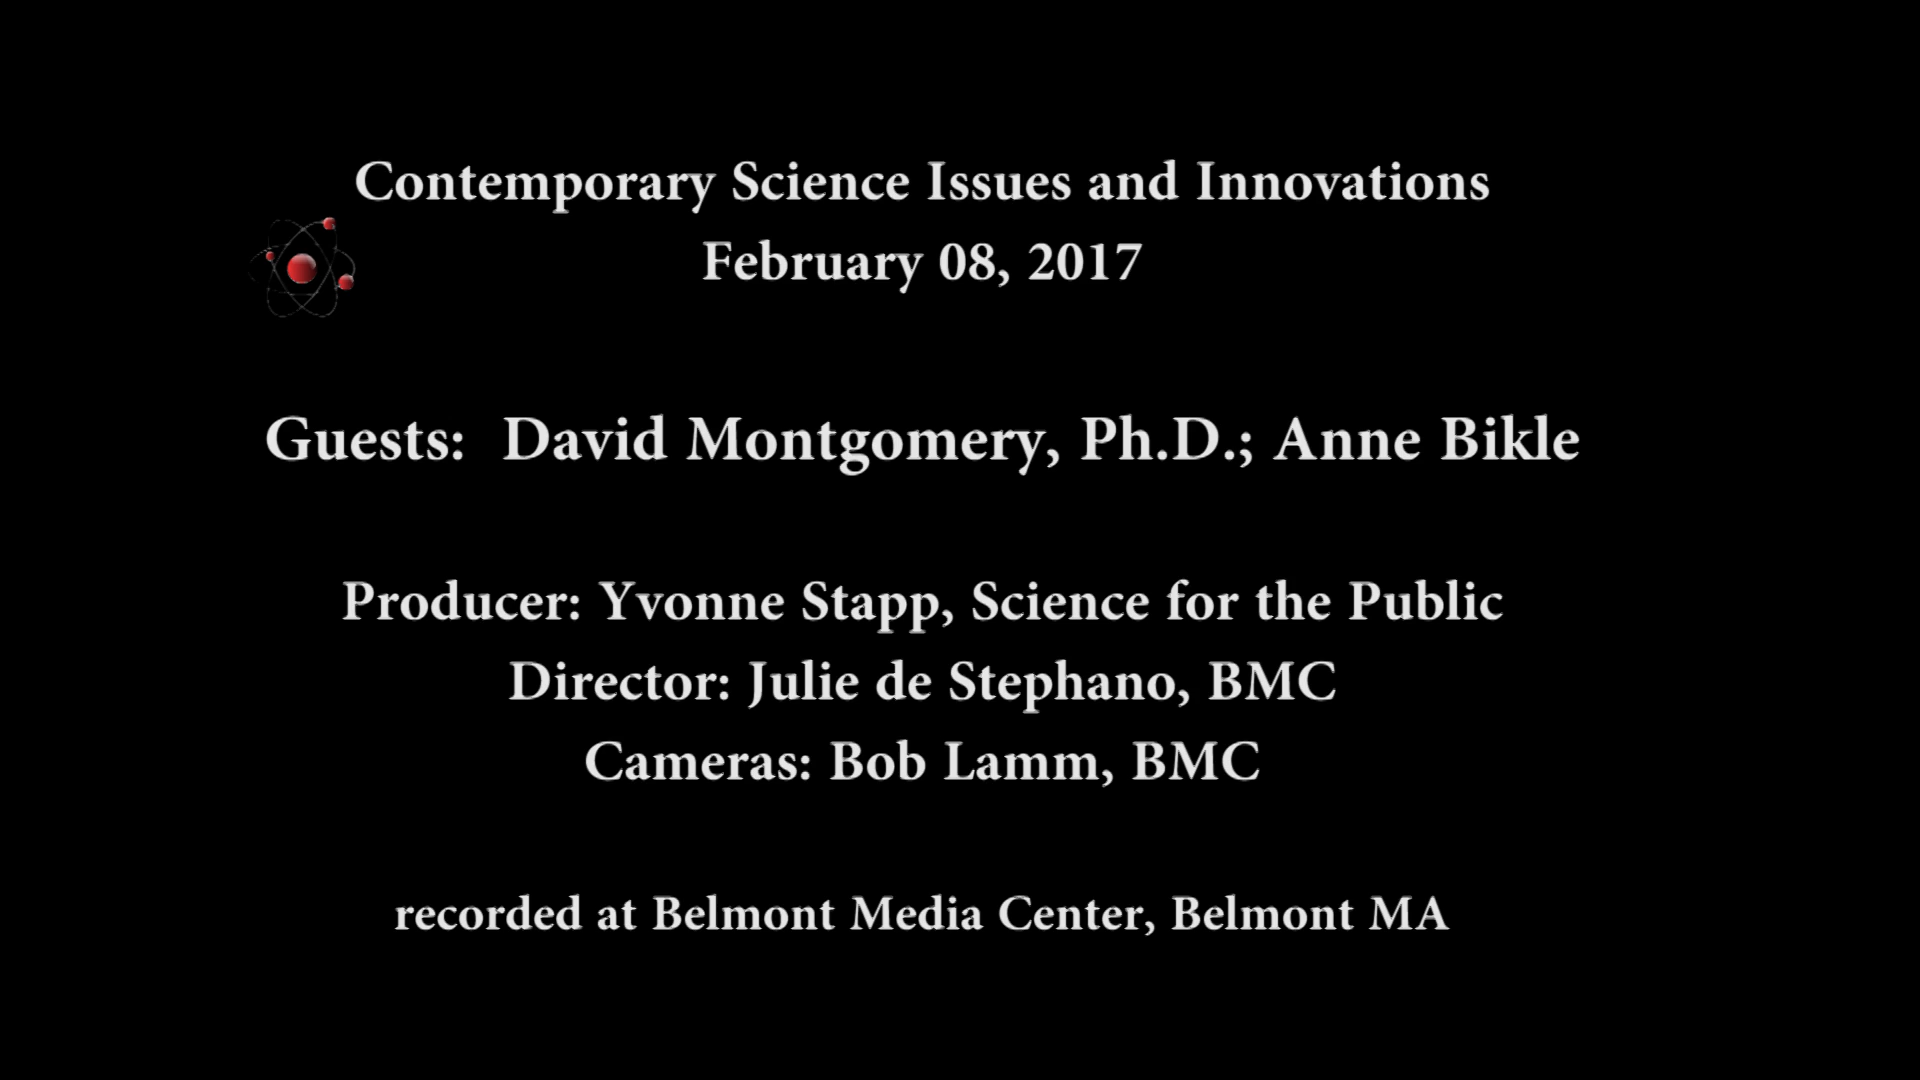 Contemporary Science Issues and Innovations
February 08, 2017
Guests:  David Montgomery, Ph.D.; Anne Bikle
Producer: Yvonne Stapp, Science for the Public
Director: Julie de Stephano, BMC
Cameras: Bob Lamm, BMC
recorded at Belmont Media Center, Belmont MA